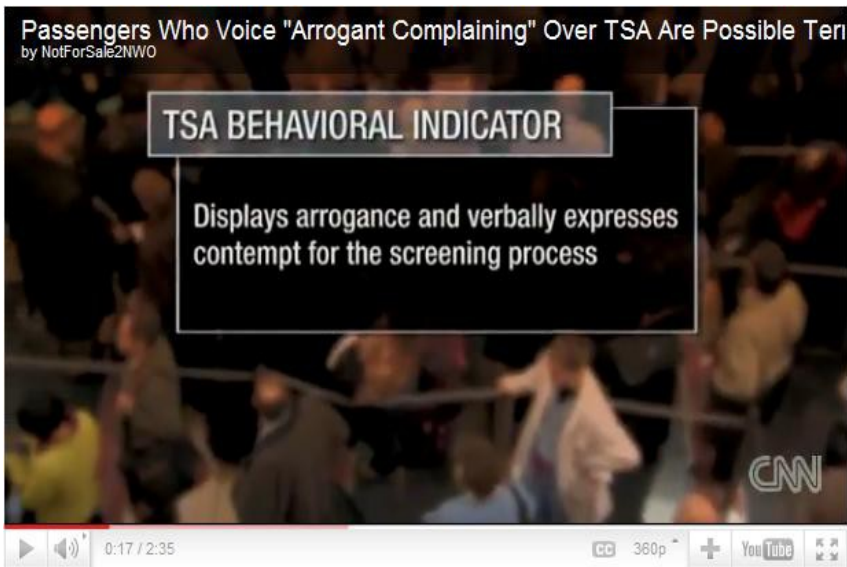 Passengers Who Voice "Arrogant Complaining" Over TSA Are Possible Terr
by NotForSale2NWO
TSA BEHAVIORAL INDICATOR
Displays arrogance and verbally expresses
contempt for the screening process
CNN
0:17 / 2:35
CC
360p
YouTube